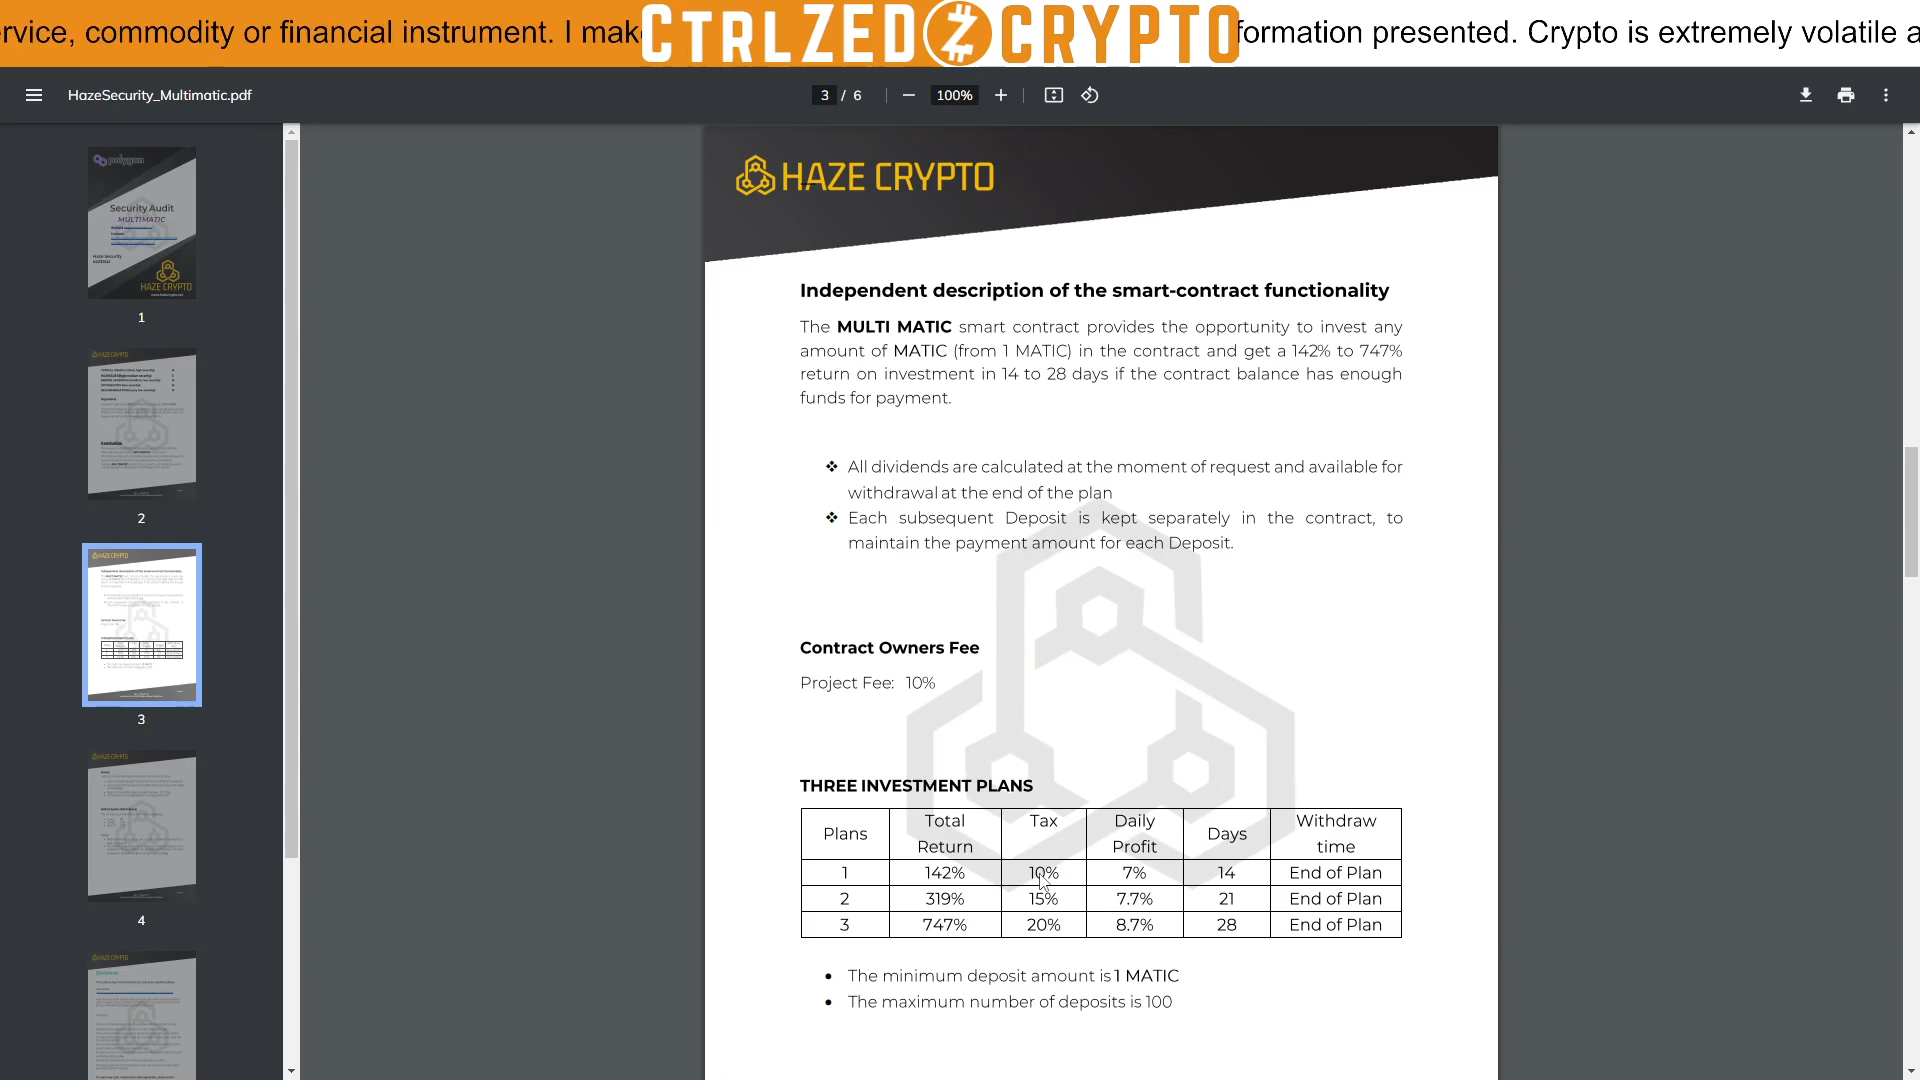 rvice, commodity or financial instrument. I mak
CTRLZED CRYPTO
formation presented. Crypto is extremely volatile a
HazeSecurity_Multimatic.pdf
3 / 6
100%
polygon
Security Audit
MULTIMATIC
Haze Security
HAZE CRYPTO
1
2
3
4
HAZE CRYPTO
Independent description of the smart-contract functionality
The MULTI MATIC smart contract provides the opportunity to invest any
amount of MATIC (from 1 MATIC) in the contract and get a 142% to 747%
return on investment in 14 to 28 days if the contract balance has enough
funds for payment.
❖ All dividends are calculated at the moment of request and available for
withdrawal at the end of the plan
❖ Each subsequent Deposit is kept separately in the contract, to
maintain the payment amount for each Deposit.
Contract Owners Fee
Project Fee: 10%
THREE INVESTMENT PLANS
Plans Total Return Tax Daily Profit Days Withdraw time
1 142% 10% 7% 14 End of Plan
2 319% 15% 7.7% 21 End of Plan
3 747% 20% 8.7% 28 End of Plan
• The minimum deposit amount is 1 MATIC
• The maximum number of deposits is 100